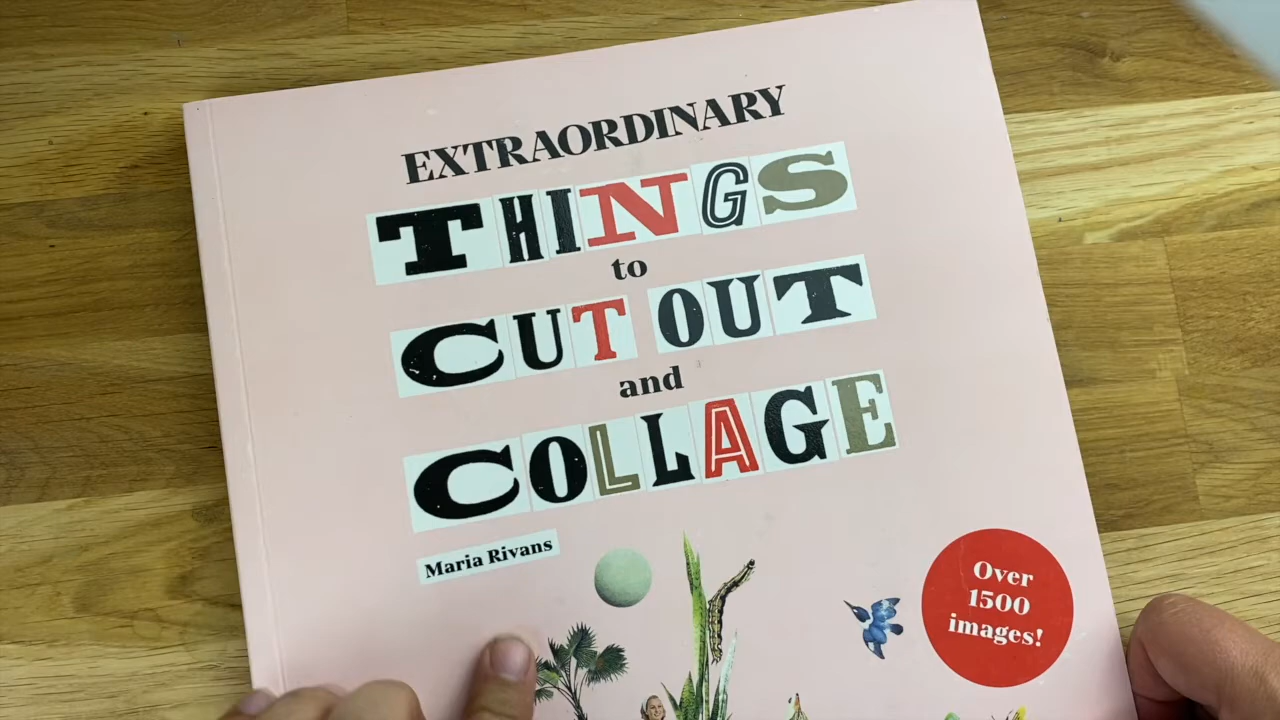 EXTRAORDINARY
THINGS
to
CUT OUT
and
COLLAGE
Maria Rivans
Over
1500
images!